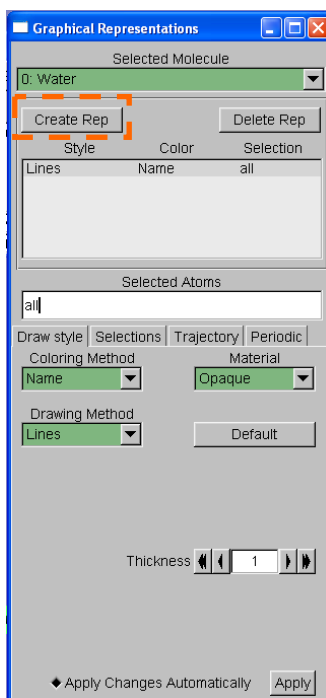 Graphical Representations
Selected Molecule
0: Water
Create Rep Delete Rep
Style Color Selection
Lines Name all
Selected Atoms
all
Draw style Selections Trajectory Periodic
Coloring Method Material
Name Opaque
Drawing Method
Lines Default
Thickness 1
Apply Changes Automatically Apply